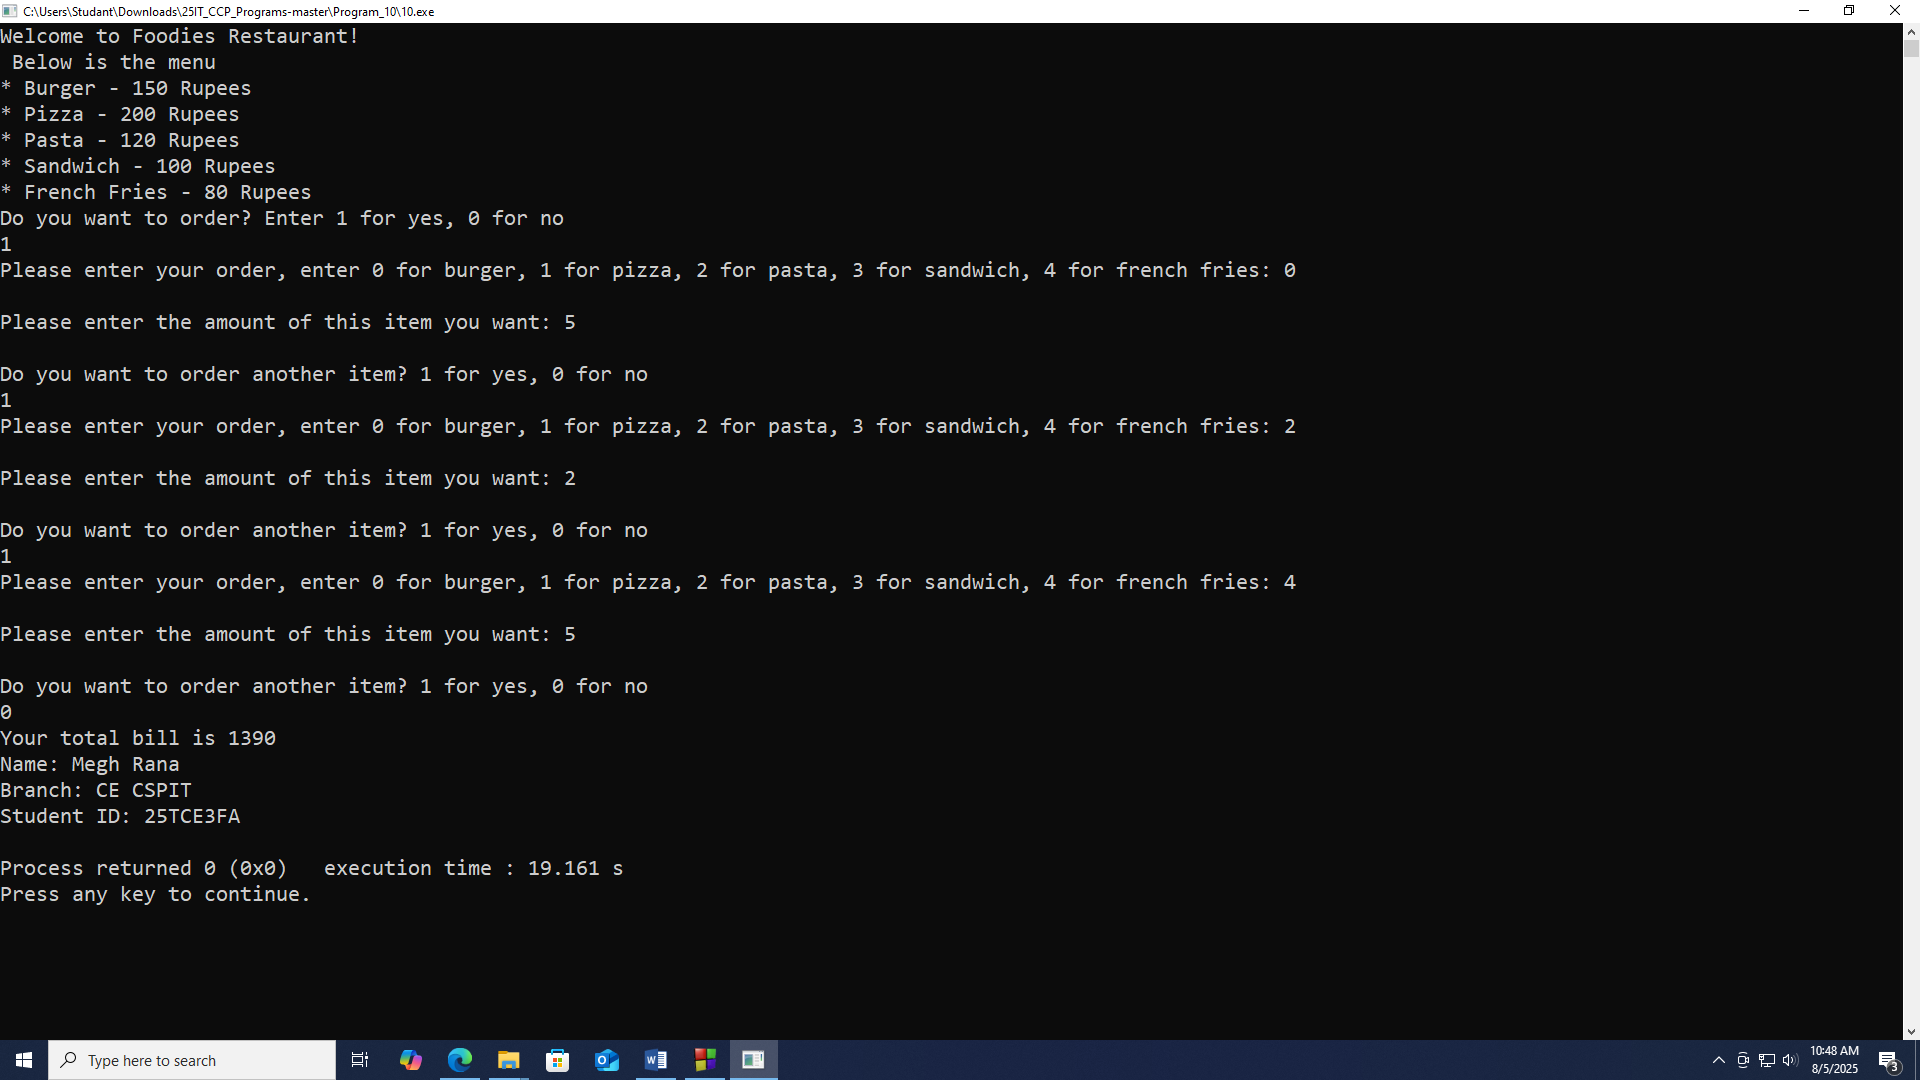 C:\Users\Studant\Downloads\25IT_CCP_Programs-master\Program_10\10.exe
Welcome to Foodies Restaurant!
Below is the menu
* Burger - 150 Rupees
* Pizza - 200 Rupees
* Pasta - 120 Rupees
* Sandwich - 100 Rupees
* French Fries - 80 Rupees
Do you want to order? Enter 1 for yes, 0 for no
1
Please enter your order, enter 0 for burger, 1 for pizza, 2 for pasta, 3 for sandwich, 4 for french fries: 0
Please enter the amount of this item you want: 5
Do you want to order another item? 1 for yes, 0 for no
1
Please enter your order, enter 0 for burger, 1 for pizza, 2 for pasta, 3 for sandwich, 4 for french fries: 2
Please enter the amount of this item you want: 2
Do you want to order another item? 1 for yes, 0 for no
1
Please enter your order, enter 0 for burger, 1 for pizza, 2 for pasta, 3 for sandwich, 4 for french fries: 4
Please enter the amount of this item you want: 5
Do you want to order another item? 1 for yes, 0 for no
0
Your total bill is 1390
Name: Megh Rana
Branch: CE CSPIT
Student ID: 25TCE3FA
Process returned 0 (0x0)   execution time : 19.161 s
Press any key to continue.
Type here to search
10:48 AM
8/5/2025
3